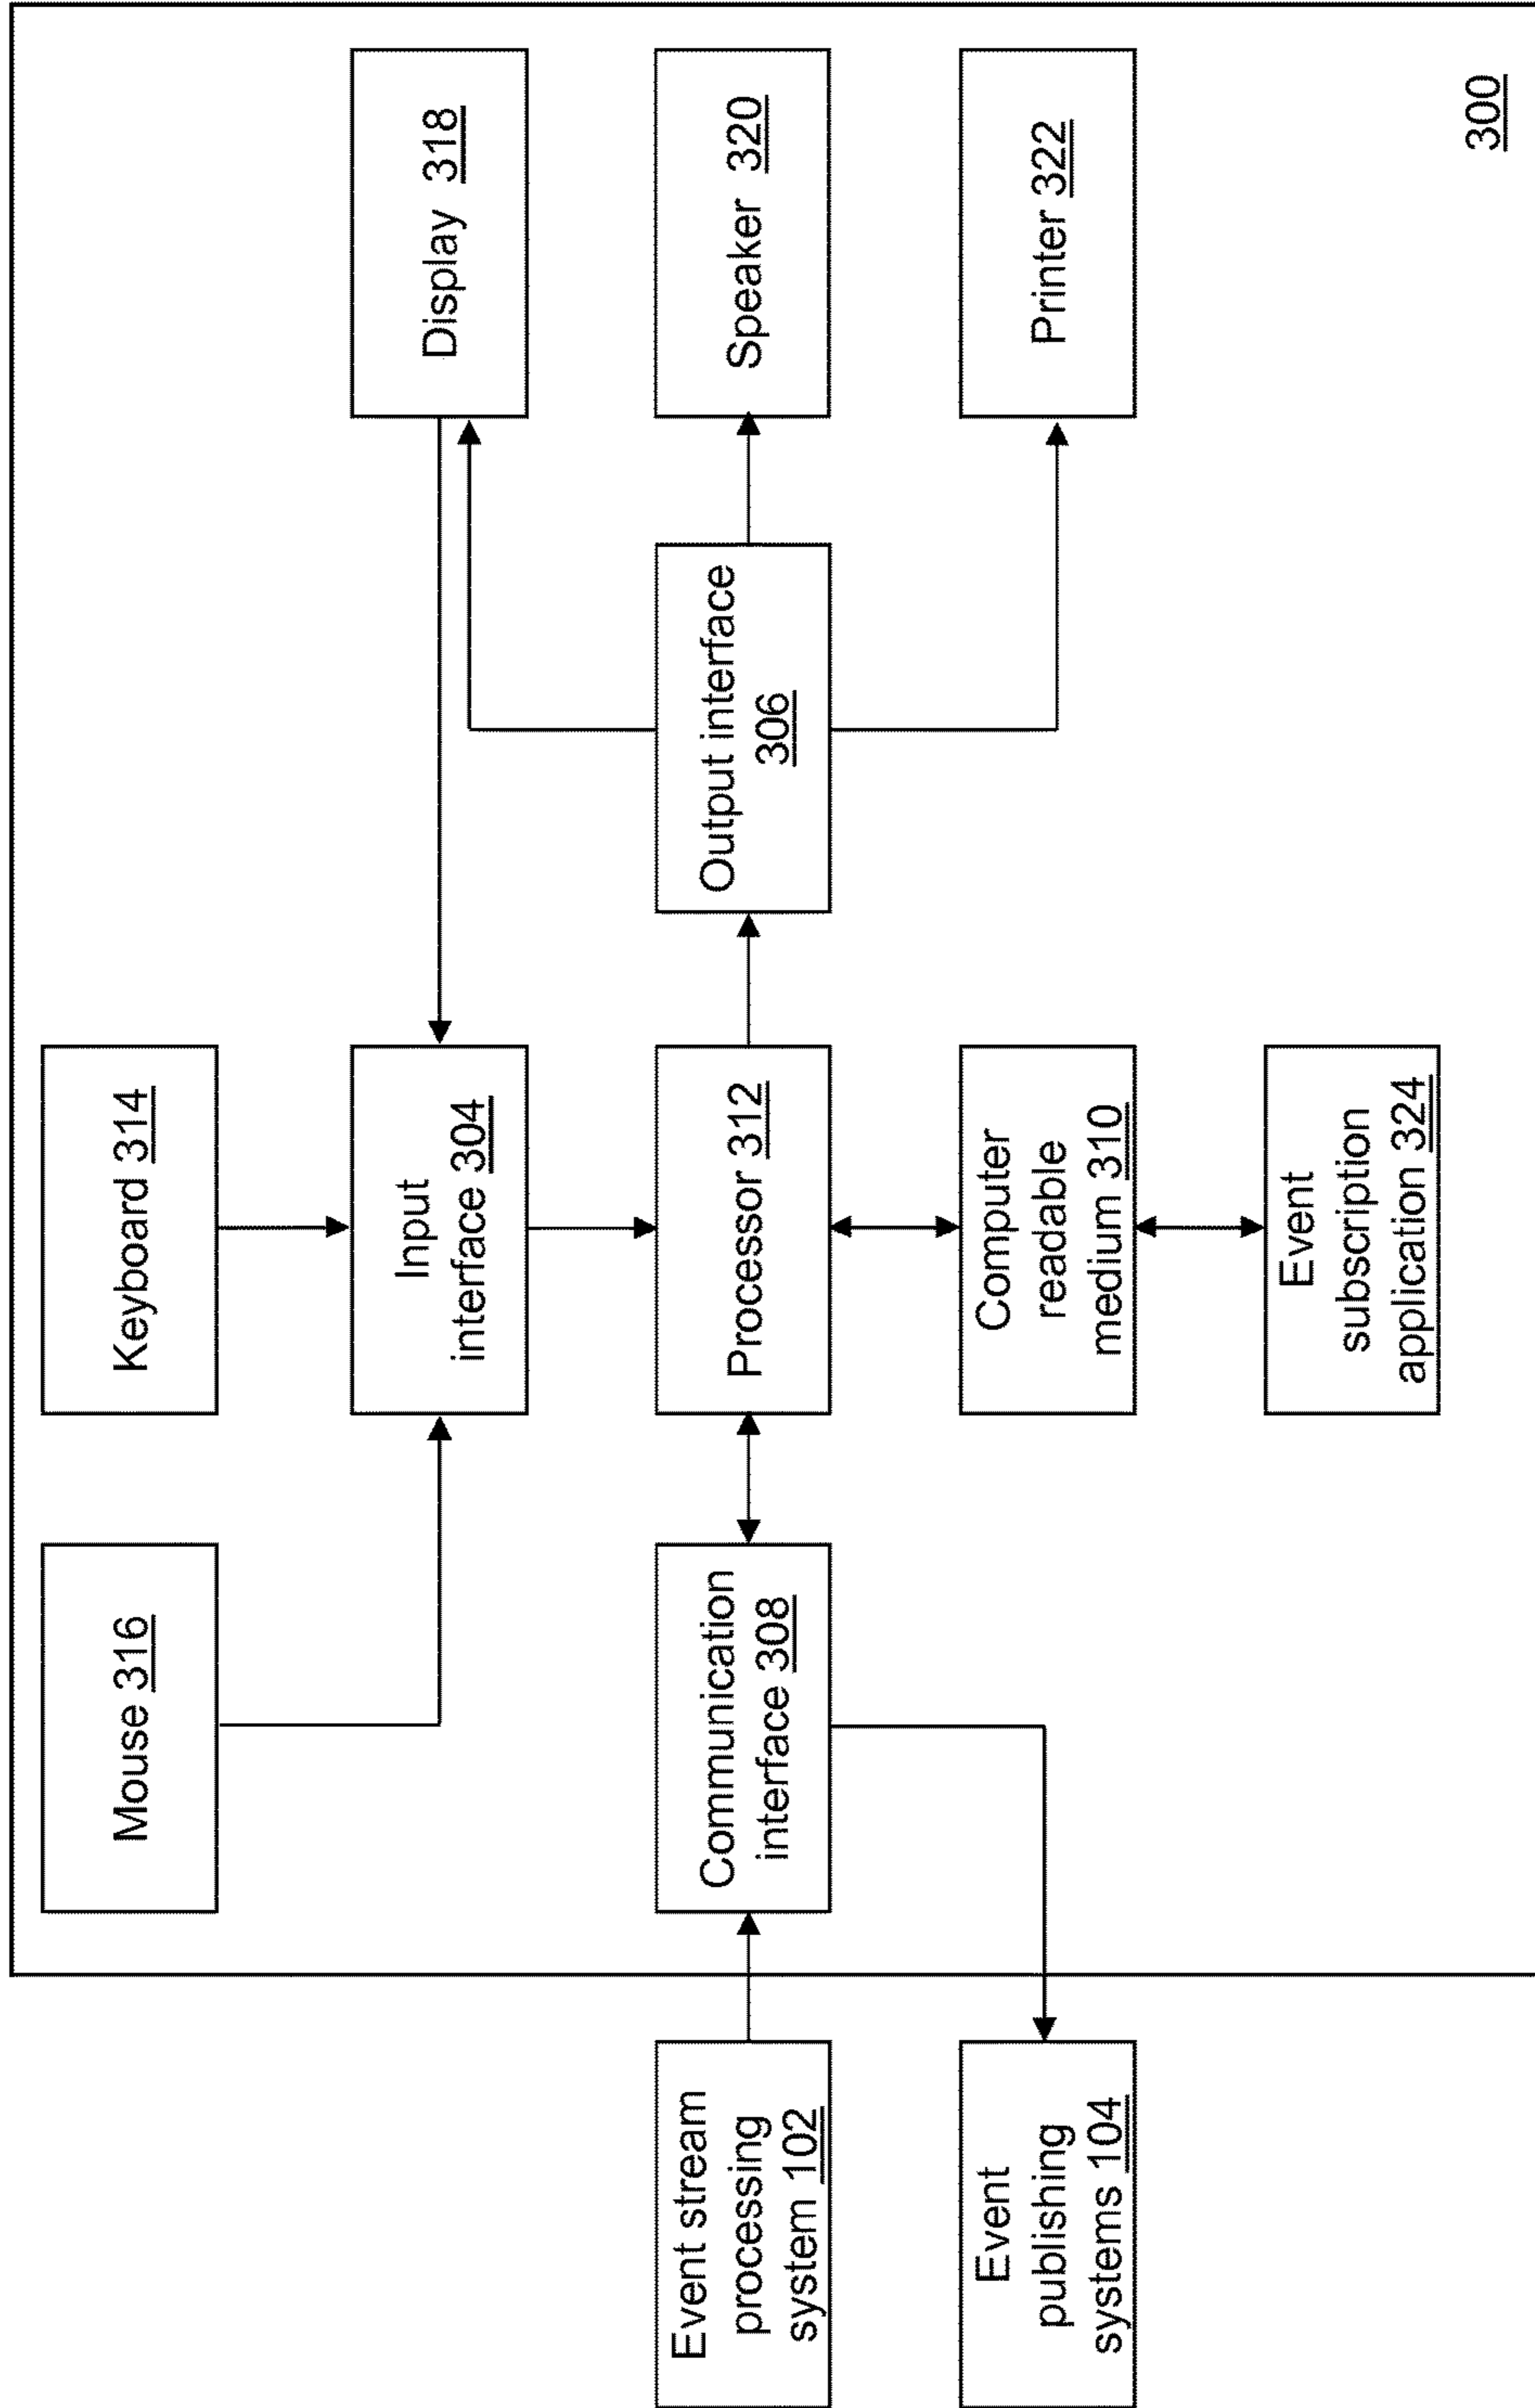 Mouse 316
Keyboard 314
Input
interface 304
Display 318
Event stream
processing
system 102
Communication
interface 308
Processor 312
Output interface
306
Speaker 320
Event
publishing
systems 104
Computer
readable
medium 310
Printer 322
Event
subscription
application 324
300